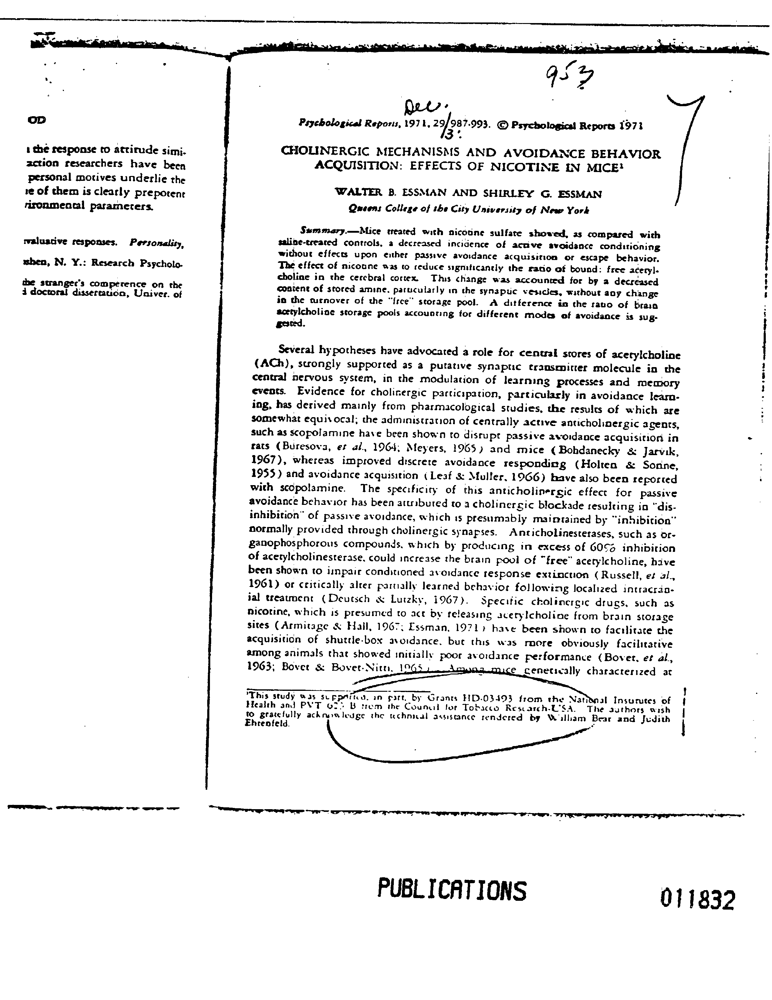 953
Dec.
Psychological Reports, 1971, 29, 987-993. © Psychological Reports 1971
3.
CHOLINERGIC MECHANISMS AND AVOIDANCE BEHAVIOR
ACQUISITION: EFFECTS OF NICOTINE IN MICE¹
WALTER B. ESSMAN AND SHIRLEY G. ESSMAN
Queens College of the City University of New York
Summary.—Mice treated with nicotine sulfate showed, as compared with
saline-treated controls, a decreased incidence of active avoidance conditioning
without effects upon either passive avoidance acquisition or escape behavior.
The effect of nicotine was to reduce significantly the ratio of bound: free acetyl-
choline in the cerebral cortex. This change was accounted for by a decreased
content of stored amine, particularly in the synaptic vesicles, without any change
in the turnover of the "free" storage pool. A difference in the ratio of brain
acetylcholine storage pools accounting for different modes of avoidance is sug-
gested.
Several hypotheses have advocated a role for central stores of acetylcholine
(ACh), strongly supported as a putative synaptic transmitter molecule in the
central nervous system, in the modulation of learning processes and memory
events. Evidence for cholinergic participation, particularly in avoidance learn-
ing, has derived mainly from pharmacological studies, the results of which are
somewhat equivocal; the administration of centrally active anticholinergic agents,
such as scopolamine have been shown to disrupt passive avoidance acquisition in
rats (Buresova, et al., 1964; Meyers, 1965) and mice (Bohdanecky & Jarvik,
1967), whereas improved discrete avoidance responding (Holten & Sonne,
1955) and avoidance acquisition (Leaf & Muller, 1966) have also been reported
with scopolamine. The specificity of this anticholinergic effect for passive
avoidance behavior has been attributed to a cholinergic blockade resulting in "dis-
inhibition" of passive avoidance, which is presumably maintained by "inhibition"
normally provided through cholinergic synapses. Anticholinesterases, such as or-
ganophosphorous compounds, which by producing in excess of 60% inhibition
of acetylcholinesterase, could increase the brain pool of "free" acetylcholine, have
been shown to impair conditioned avoidance response extinction (Russell, et al.,
1961) or critically alter partially learned behavior following localized intracran-
ial treatment (Deutsch & Lutzky, 1967). Specific cholinergic drugs, such as
nicotine, which is presumed to act by releasing acetylcholine from brain storage
sites (Armitage & Hall, 1967; Essman, 1971) have been shown to facilitate the
acquisition of shuttle-box avoidance, but this was more obviously facilitative
among animals that showed initially poor avoidance performance (Bovet, et al.,
1963; Bovet & Bovet-Nitti, 1965). Among mice genetically characterized at
¹This study was supported, in part, by Grants HD-03493 from the National Institutes of
Health and PVT B from the Council for Tobacco Research-USA. The authors wish
to gratefully acknowledge the technical assistance rendered by William Bear and Judith
Ehrenfeld.
OD
the response to attitude simi-
action researchers have been
personal motives underlie the
of them is clearly prepotent
vironmental parameters.
evaluative responses. Personality,
shen, N. Y.: Research Psycholo-
the stranger's competence on the
doctoral dissertation, Univer. of
PUBLICATIONS
011832